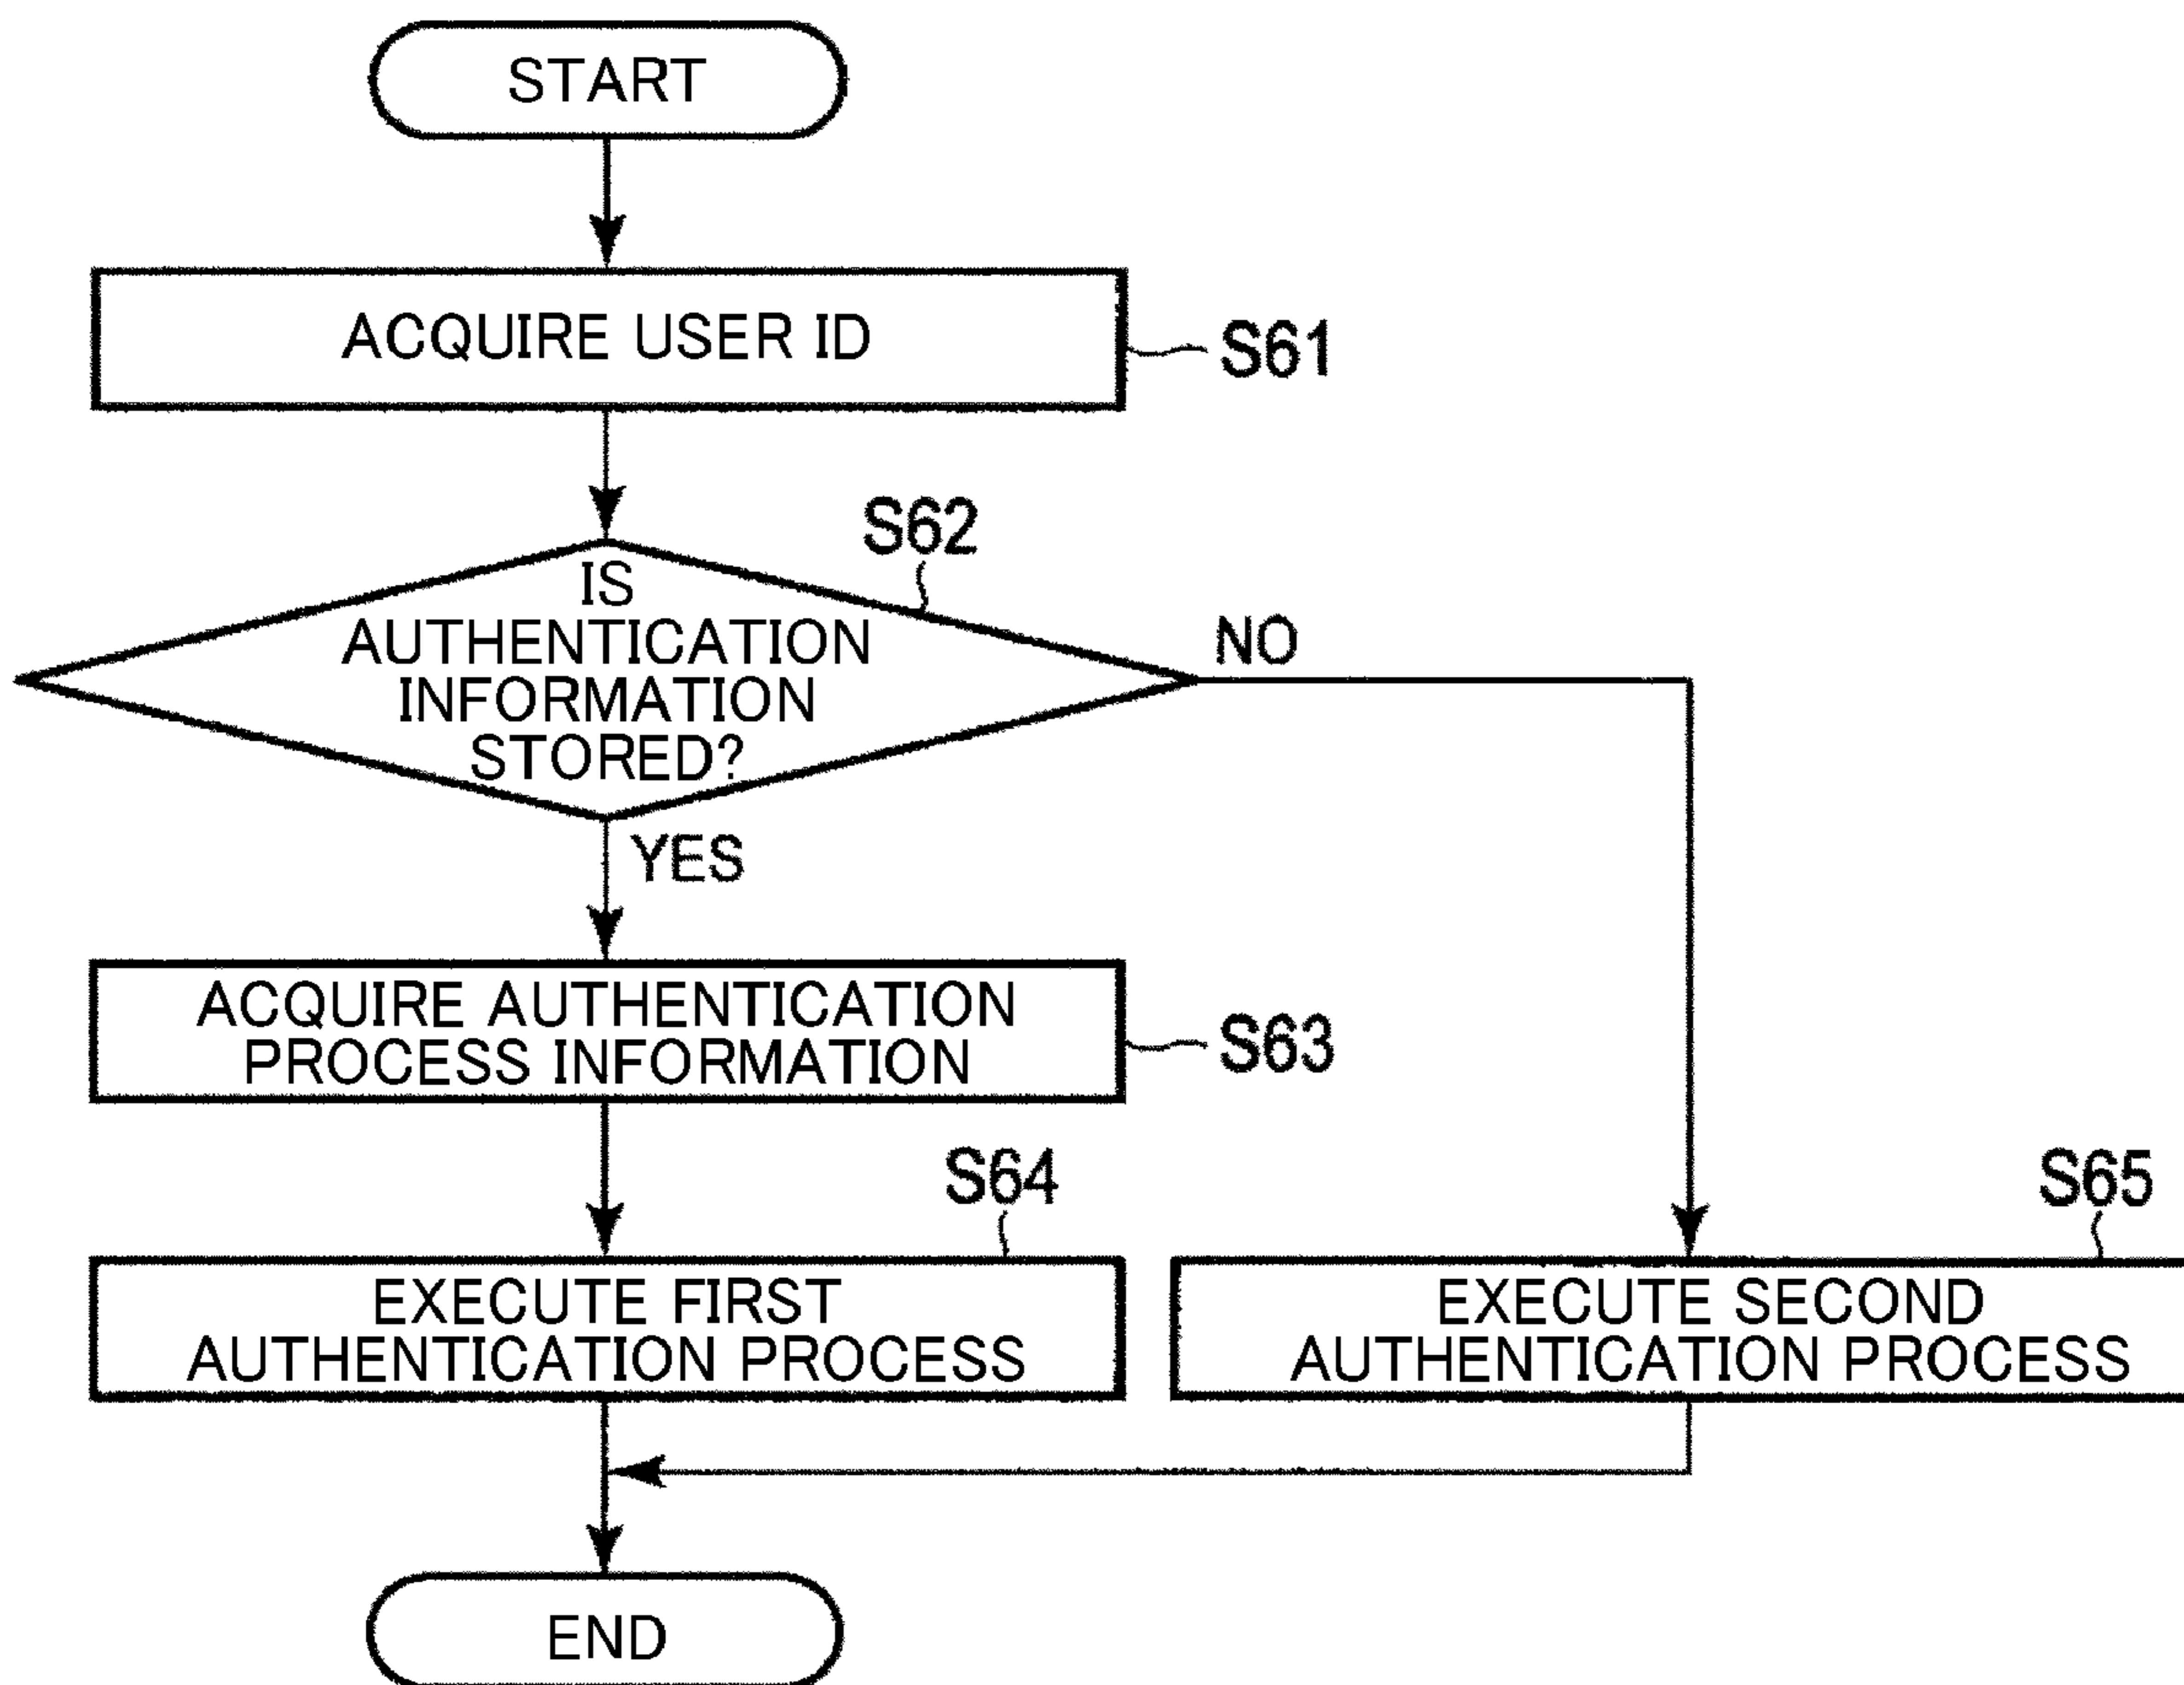 START
ACQUIRE USER ID
S61
S62
IS
AUTHENTICATION
INFORMATION
STORED?
NO
YES
ACQUIRE AUTHENTICATION
PROCESS INFORMATION
S63
S64
EXECUTE FIRST
AUTHENTICATION PROCESS
S65
EXECUTE SECOND
AUTHENTICATION PROCESS
END